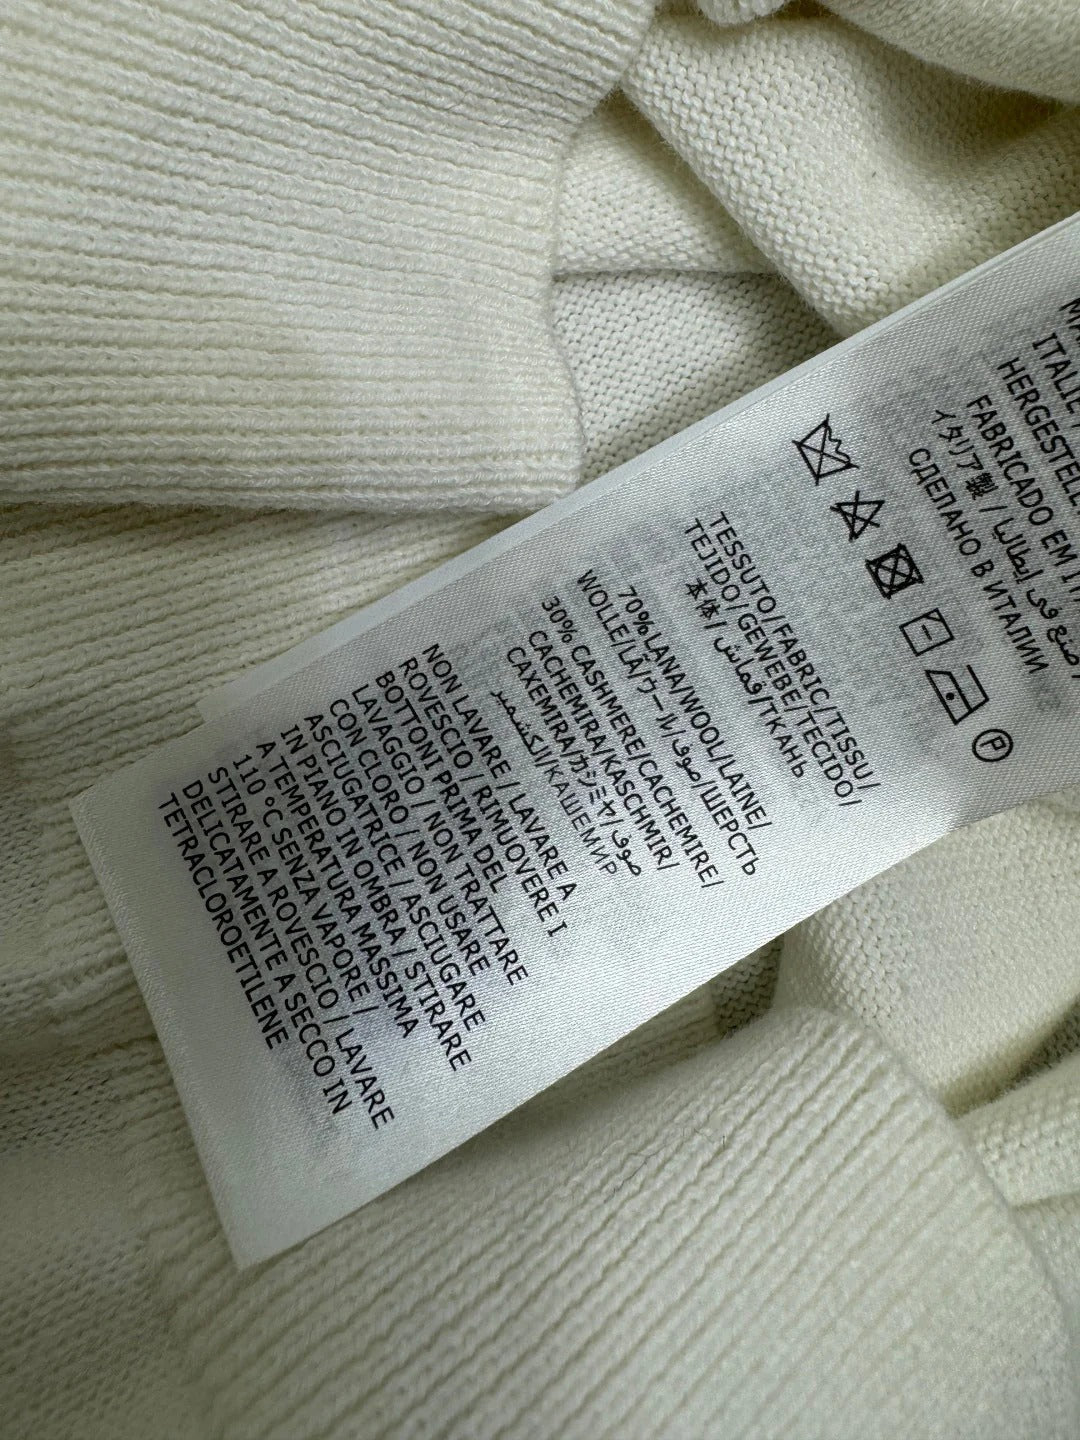 ITALIE /
HERGESTELL
FABRICADO EM IT
イタリア製 / صنع في إيطاليا /
СДЕЛАНО В ИТАЛИИ
P
TESSUTO/FABRIC/TISSU/
TEJIDO/GEWEBE/TECIDO/
本体/قماش/ТКАНЬ
70%LANA/WOOL/LAINE/
WOLLE/LÃ/ウール/صوف/ШЕРСТЬ
30% CASHMERE/CACHEMIRE/
CACHEMIRA/KASCHMIR/
CAXEMIRA/カシミヤ/صوف
الكشمير/КАШЕМИР
NON LAVARE / LAVARE A
ROVESCIO / RIMUOVERE I
BOTTONI PRIMA DEL
LAVAGGIO / NON TRATTARE
CON CLORO / NON USARE
ASCIUGATRICE / ASCIUGARE
IN PIANO IN OMBRA / STIRARE
A TEMPERATURA MASSIMA
110 °C SENZA VAPORE /
STIRARE A ROVESCIO / LAVARE
DELICATAMENTE A SECCO IN
TETRACLOROETILENE